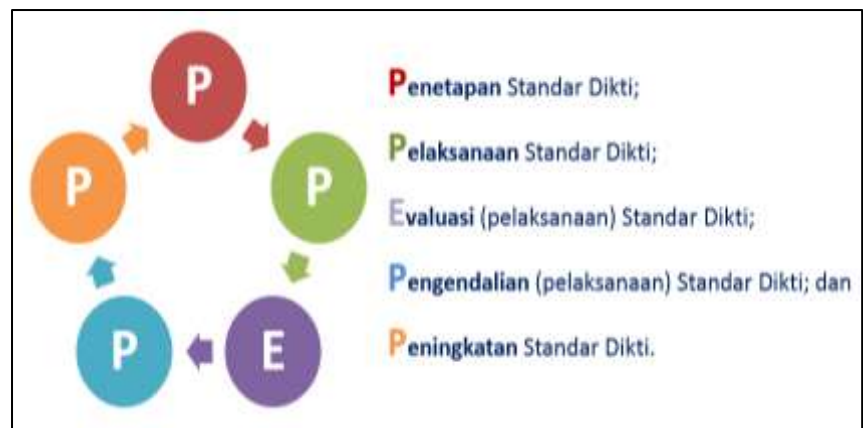 P
P
P
P
E
Penetapan Standar Dikti;
Pelaksanaan Standar Dikti;
Evaluasi (pelaksanaan) Standar Dikti;
Pengendalian (pelaksanaan) Standar Dikti; dan
Peningkatan Standar Dikti.